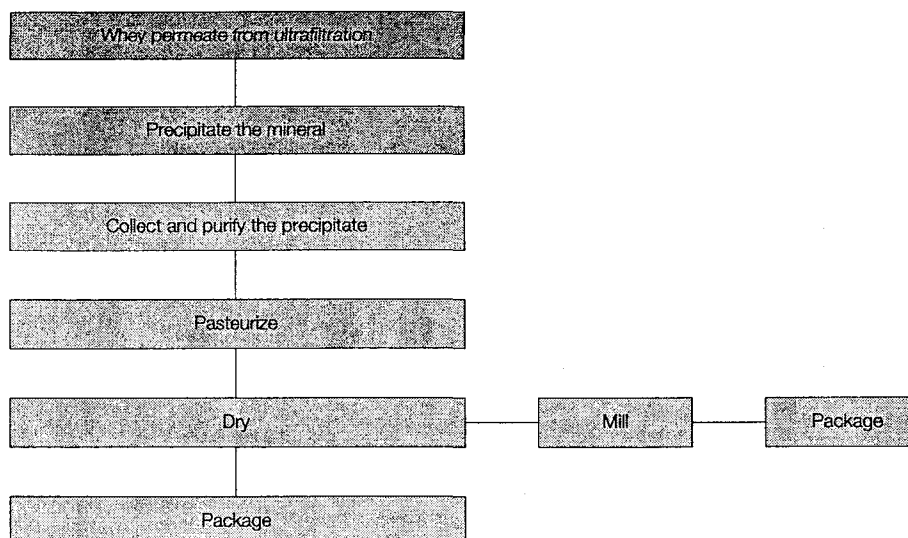 Whey permeate from ultrafiltration
Precipitate the mineral
Collect and purify the precipitate
Pasteurize
Dry
Mill
Package
Package